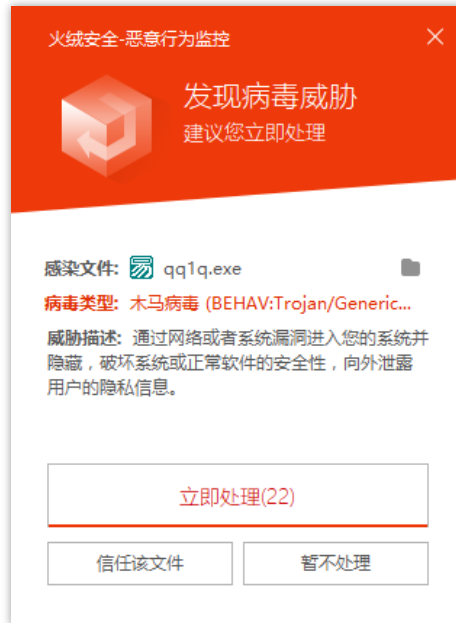 火绒安全-恶意行为监控
发现病毒威胁
建议您立即处理
感染文件: 易 qq1q.exe
病毒类型: 木马病毒 (BEHAV:Trojan/Generic...
威胁描述: 通过网络或者系统漏洞进入您的系统并
隐藏，破坏系统或正常软件的安全性，向外泄露
用户的隐私信息。
立即处理(22)
信任该文件 暂不处理